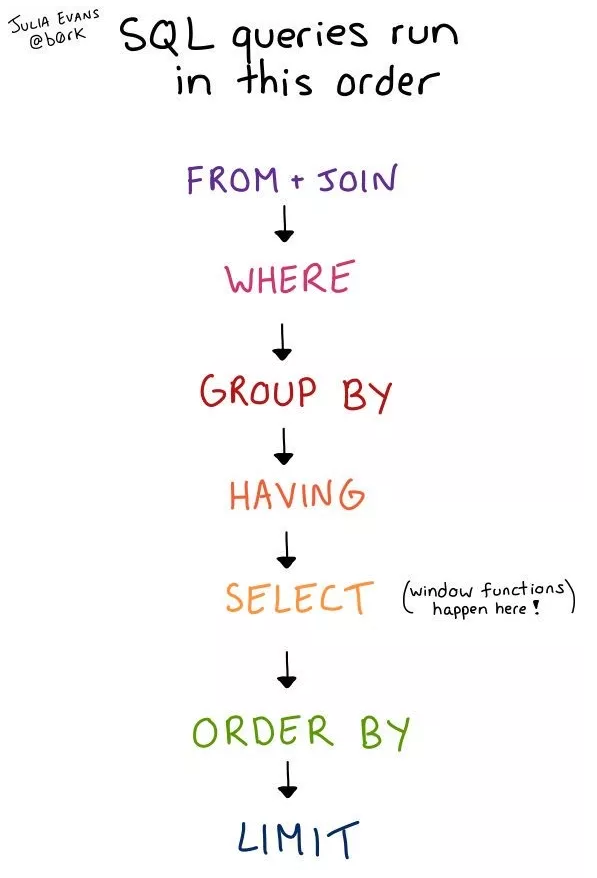 JULIA EVANS
@b0rk
SQL queries run
in this order
FROM + JOIN
WHERE
GROUP BY
HAVING
SELECT (window functions
happen here!)
ORDER BY
LIMIT